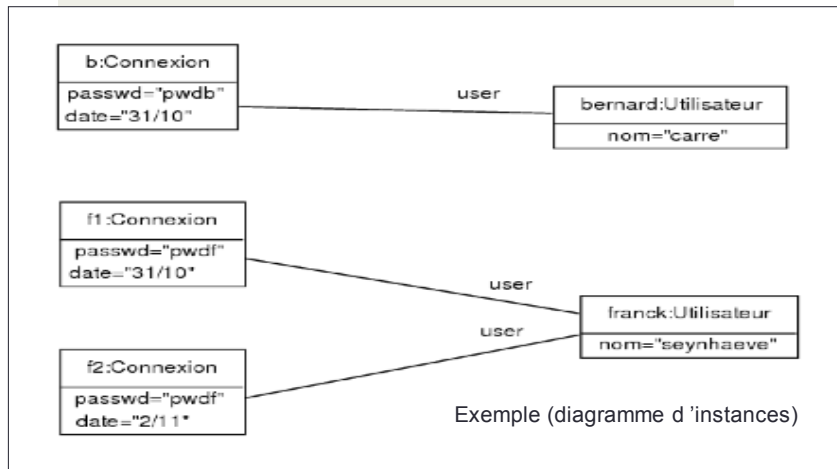 b:Connexion
passwd="pwdb"
date="31/10"
user
bernard:Utilisateur
nom="carre"
f1:Connexion
passwd="pwdf"
date="31/10"
user
franck:Utilisateur
nom="seynhaeve"
user
f2:Connexion
passwd="pwdf"
date="2/11"
Exemple (diagramme d ’instances)